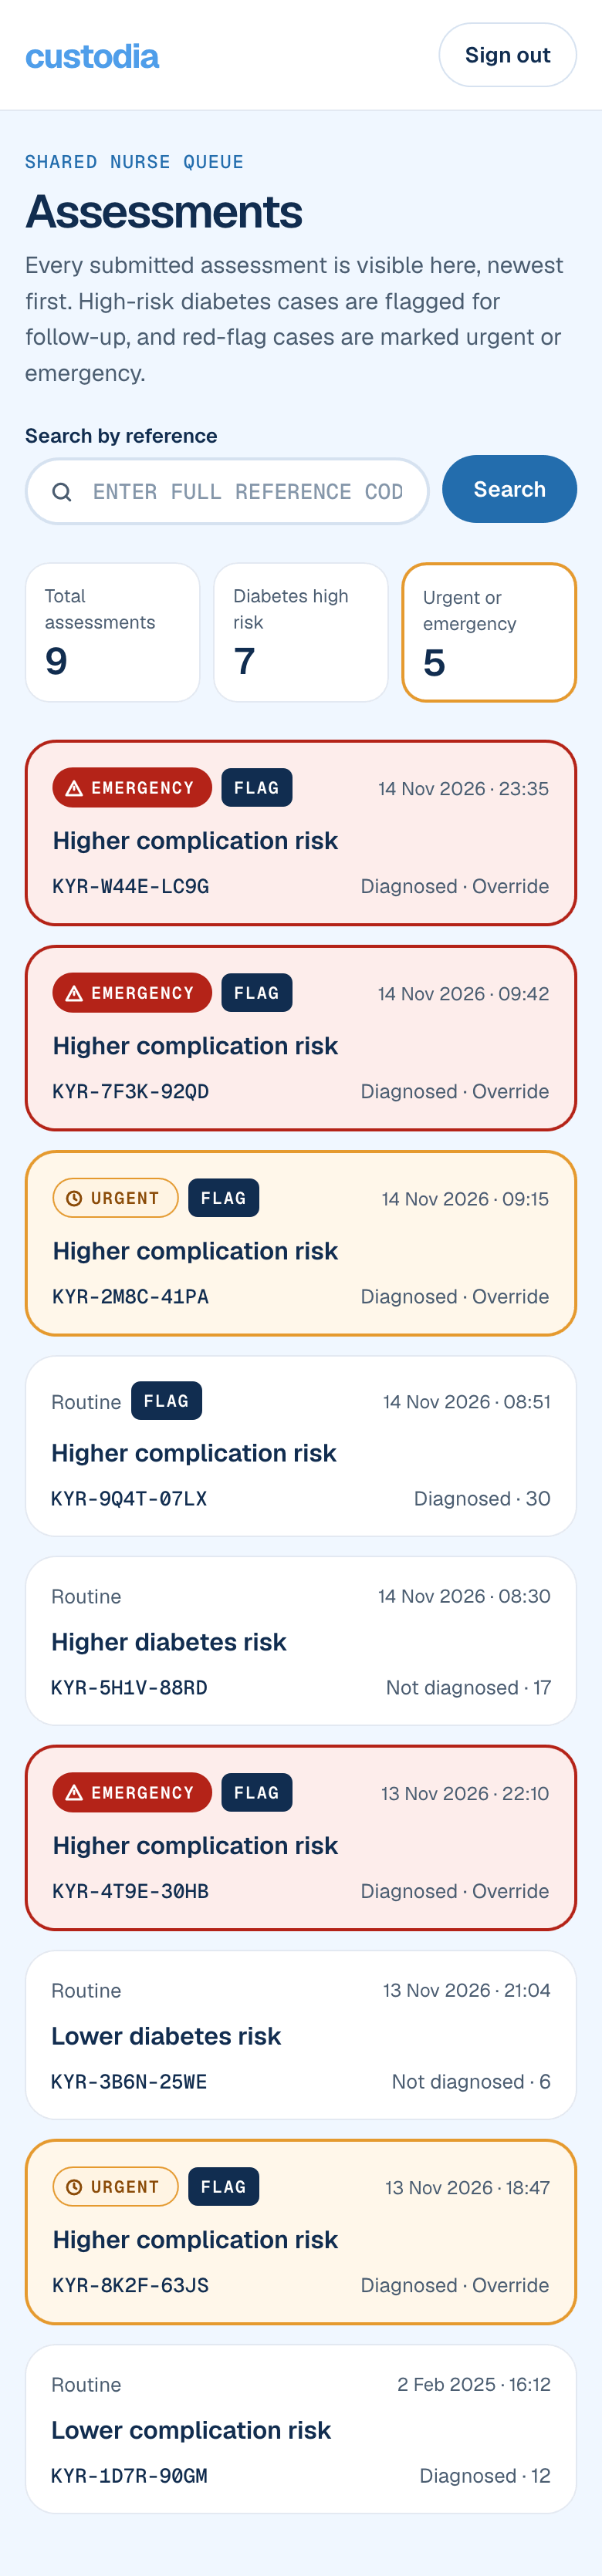 custodia
Sign out
SHARED NURSE QUEUE
Assessments
Every submitted assessment is visible here, newest
first. High-risk diabetes cases are flagged for
follow-up, and red-flag cases are marked urgent or
emergency.
Search by reference
ENTER FULL REFERENCE COD
Search
Total
assessments
9
Diabetes high
risk
7
Urgent or
emergency
5
EMERGENCY FLAG 14 Nov 2026 · 23:35
Higher complication risk
KYR-W44E-LC9G Diagnosed · Override
EMERGENCY FLAG 14 Nov 2026 · 09:42
Higher complication risk
KYR-7F3K-92QD Diagnosed · Override
URGENT FLAG 14 Nov 2026 · 09:15
Higher complication risk
KYR-2M8C-41PA Diagnosed · Override
Routine FLAG 14 Nov 2026 · 08:51
Higher complication risk
KYR-9Q4T-07LX Diagnosed · 30
Routine 14 Nov 2026 · 08:30
Higher diabetes risk
KYR-5H1V-88RD Not diagnosed · 17
EMERGENCY FLAG 13 Nov 2026 · 22:10
Higher complication risk
KYR-4T9E-30HB Diagnosed · Override
Routine 13 Nov 2026 · 21:04
Lower diabetes risk
KYR-3B6N-25WE Not diagnosed · 6
URGENT FLAG 13 Nov 2026 · 18:47
Higher complication risk
KYR-8K2F-63JS Diagnosed · Override
Routine 2 Feb 2025 · 16:12
Lower complication risk
KYR-1D7R-90GM Diagnosed · 12